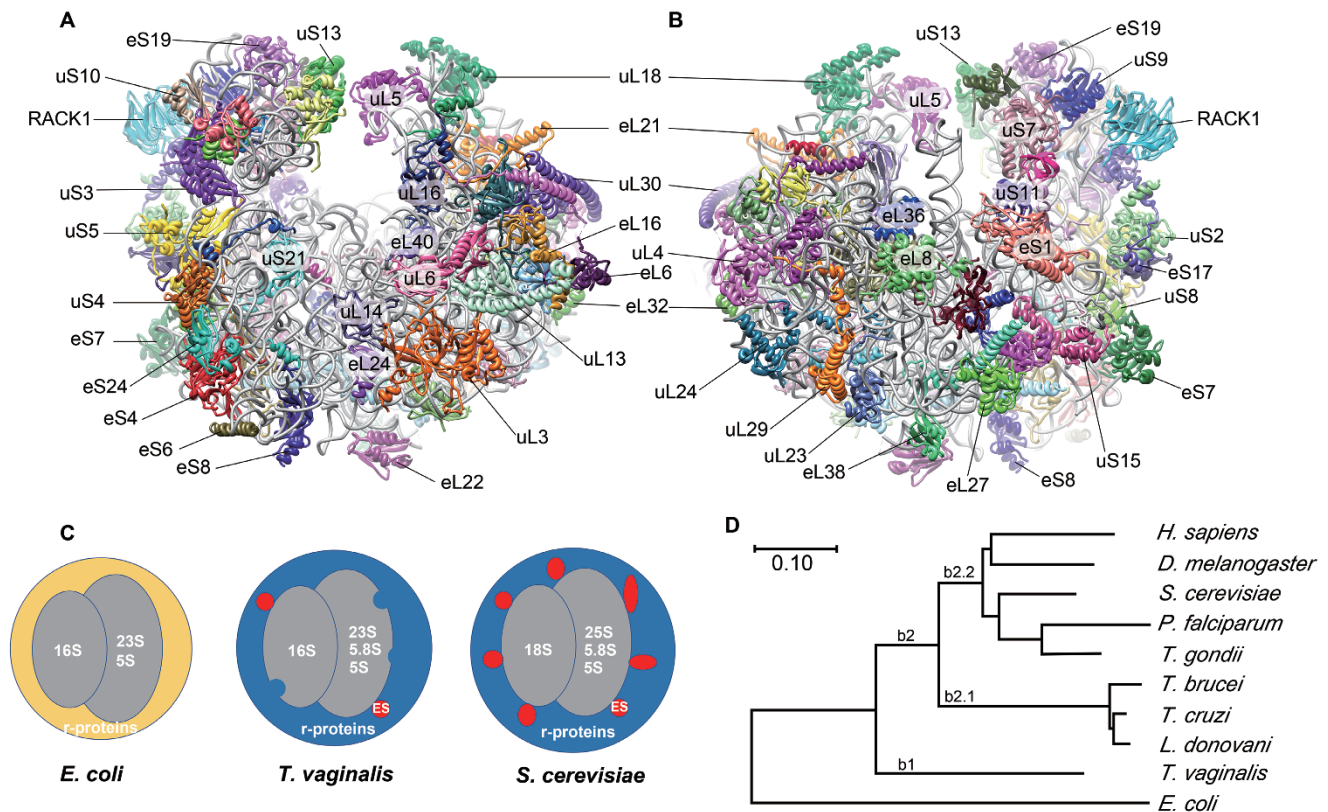 A
eS19
uS13
uS10
RACK1
uS3
uS5
uS4
eS7
eS24
eS4
eS6
eS8
uL5
uL16
uS21
eL40
uL6
uL14
eL24
eL22
uL3
uL18
eL21
uL30
eL16
eL6
eL32
uL13
B
uS13
eS19
uS9
uL5
uS7
RACK1
uS11
eL36
eS1
uS2
eL8
eS17
uL4
uS8
uL24
eS7
uL29
uL23
uS15
eL38
eL27
eS8
C
16S
23S
5S
r-proteins
E. coli
16S
23S
5.8S
5S
ES
r-proteins
T. vaginalis
18S
25S
5.8S
5S
ES
r-proteins
S. cerevisiae
D
0.10
b2.2
b2
b2.1
b1
H. sapiens
D. melanogaster
S. cerevisiae
P. falciparum
T. gondii
T. brucei
T. cruzi
L. donovani
T. vaginalis
E. coli